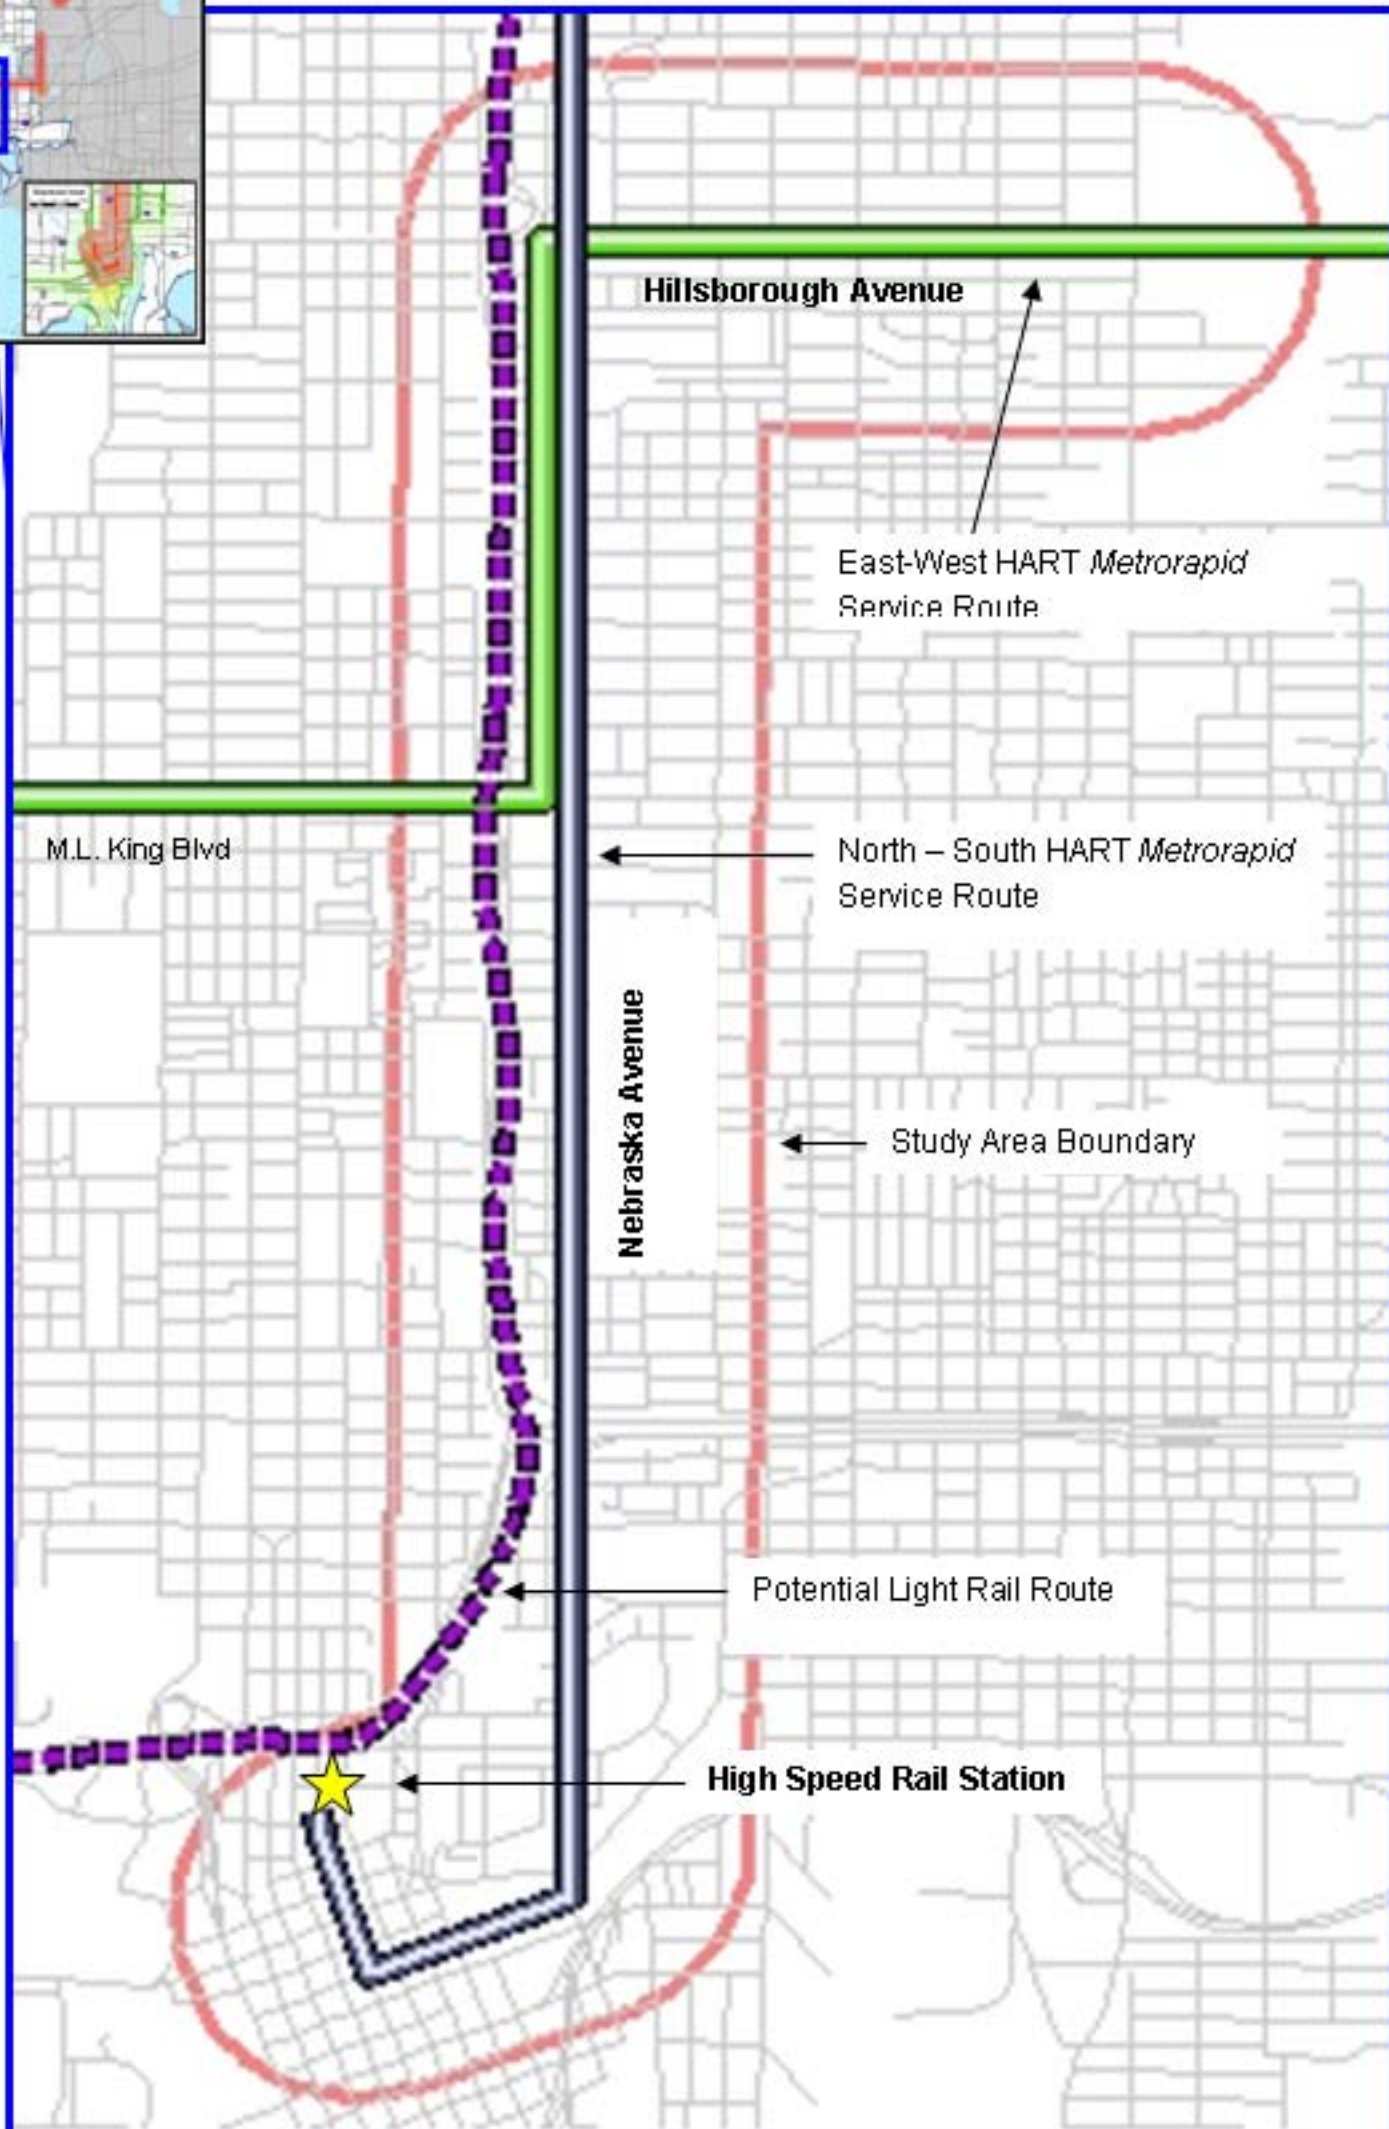 Hillsborough Avenue
East-West HART Metrorapid
Service Route
M.L. King Blvd
North – South HART Metrorapid
Service Route
Nebraska Avenue
Study Area Boundary
Potential Light Rail Route
High Speed Rail Station